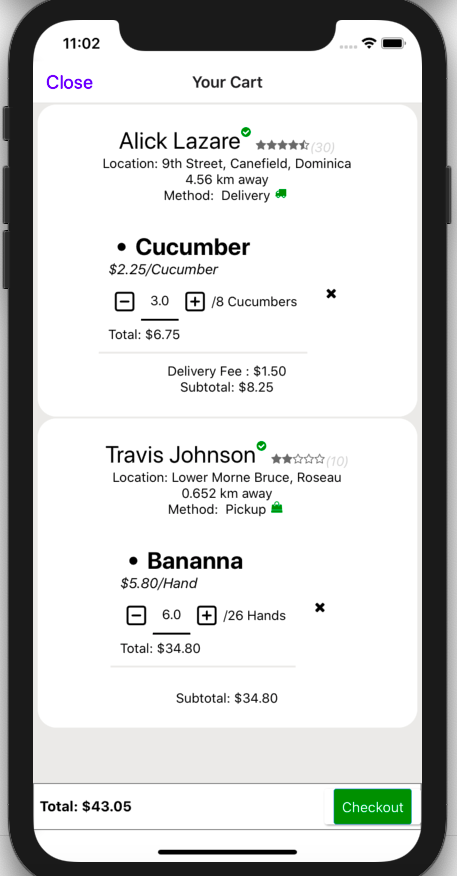 11:02
Close Your Cart
Alick Lazare (30)
Location: 9th Street, Canefield, Dominica
4.56 km away
Method: Delivery
• Cucumber
$2.25/Cucumber
3.0 /8 Cucumbers
Total: $6.75
Delivery Fee : $1.50
Subtotal: $8.25
Travis Johnson (10)
Location: Lower Morne Bruce, Roseau
0.652 km away
Method: Pickup
• Bananna
$5.80/Hand
6.0 /26 Hands
Total: $34.80
Subtotal: $34.80
Total: $43.05 Checkout